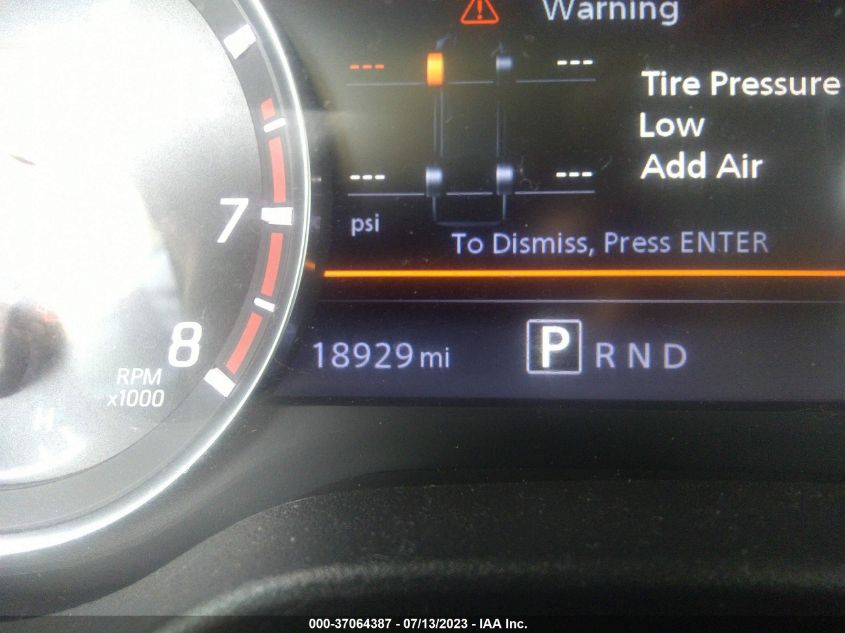 Warning
---
---
Tire Pressure
Low
Add Air
---
---
psi
To Dismiss, Press ENTER
7
8
RPM
x1000
H
18929 mi
P R N D
000-37064387 - 07/13/2023 - IAA Inc.